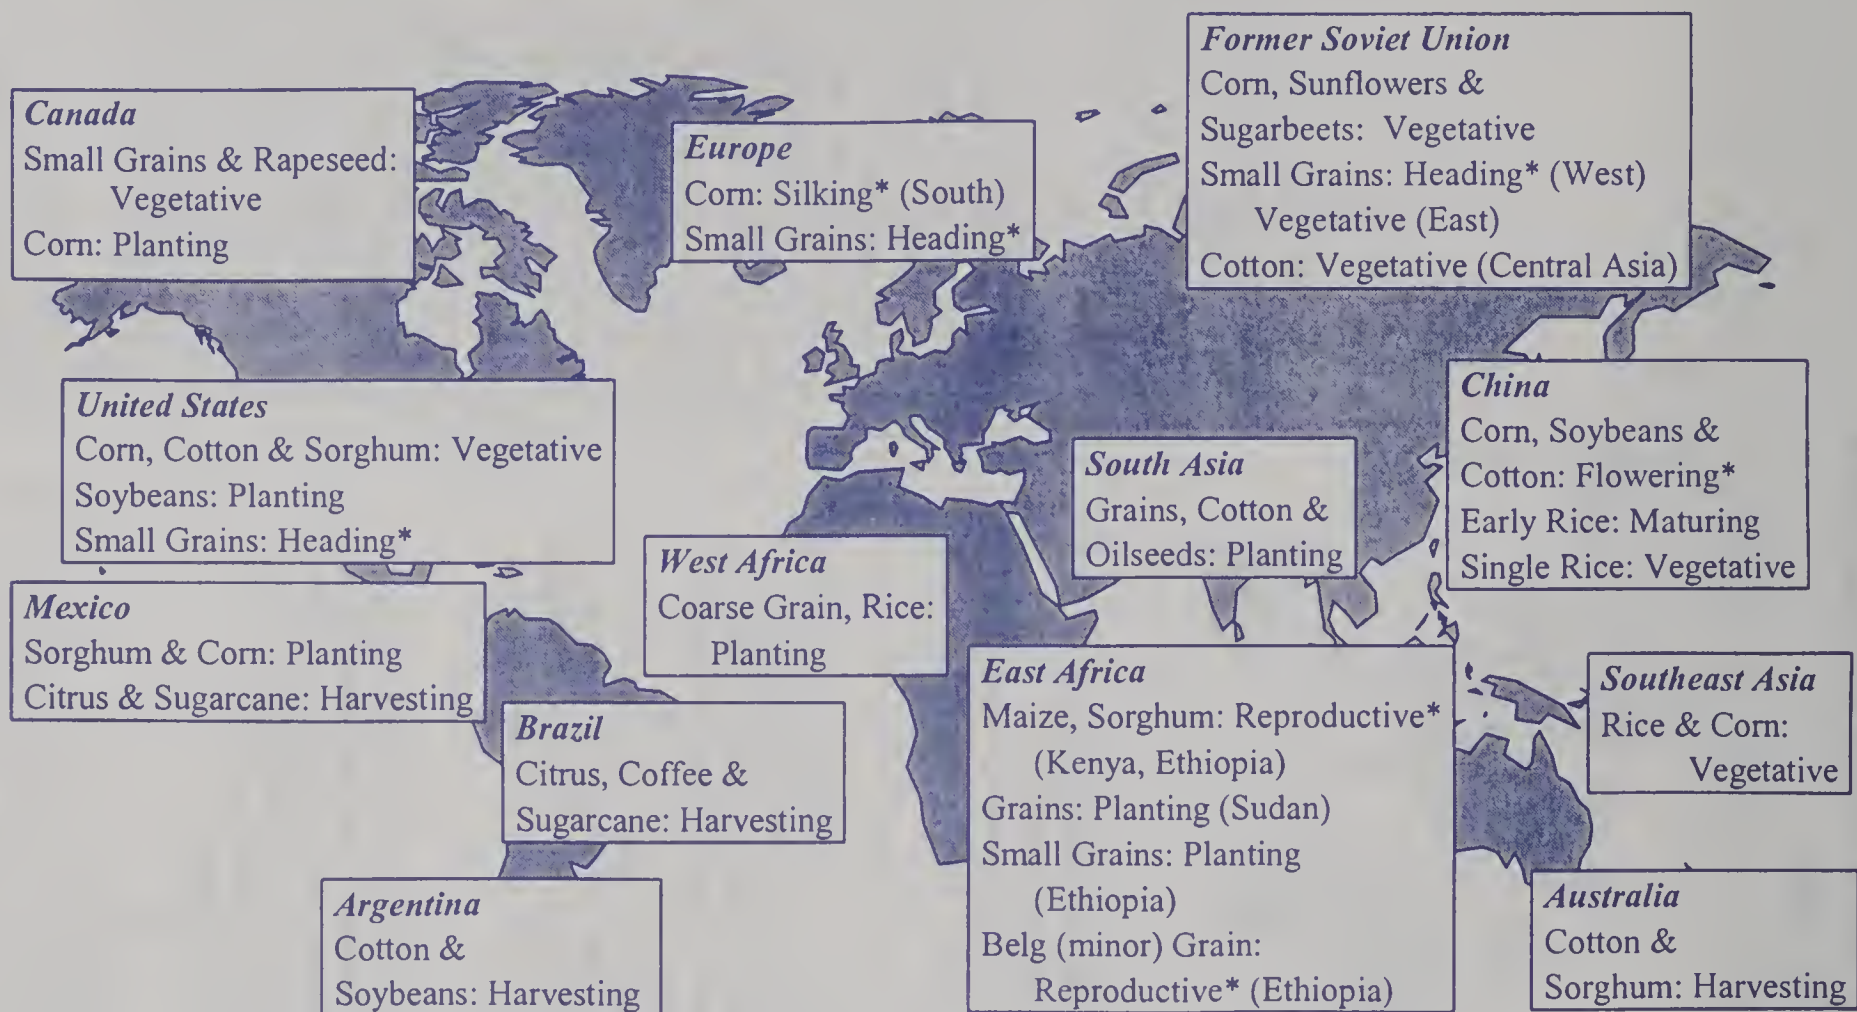 Canada
Small Grains & Rapeseed:
Vegetative
Corn: Planting
Europe
Corn: Silking* (South)
Small Grains: Heading*
Former Soviet Union
Corn, Sunflowers &
Sugarbeets: Vegetative
Small Grains: Heading* (West)
Vegetative (East)
Cotton: Vegetative (Central Asia)
United States
Corn, Cotton & Sorghum: Vegetative
Soybeans: Planting
Small Grains: Heading*
South Asia
Grains, Cotton &
Oilseeds: Planting
China
Corn, Soybeans &
Cotton: Flowering*
Early Rice: Maturing
Single Rice: Vegetative
Mexico
Sorghum & Corn: Planting
Citrus & Sugarcane: Harvesting
West Africa
Coarse Grain, Rice:
Planting
Brazil
Citrus, Coffee &
Sugarcane: Harvesting
East Africa
Maize, Sorghum: Reproductive*
(Kenya, Ethiopia)
Grains: Planting (Sudan)
Small Grains: Planting
(Ethiopia)
Belg (minor) Grain:
Reproductive* (Ethiopia)
Southeast Asia
Rice & Corn:
Vegetative
Argentina
Cotton &
Soybeans: Harvesting
Australia
Cotton &
Sorghum: Harvesting